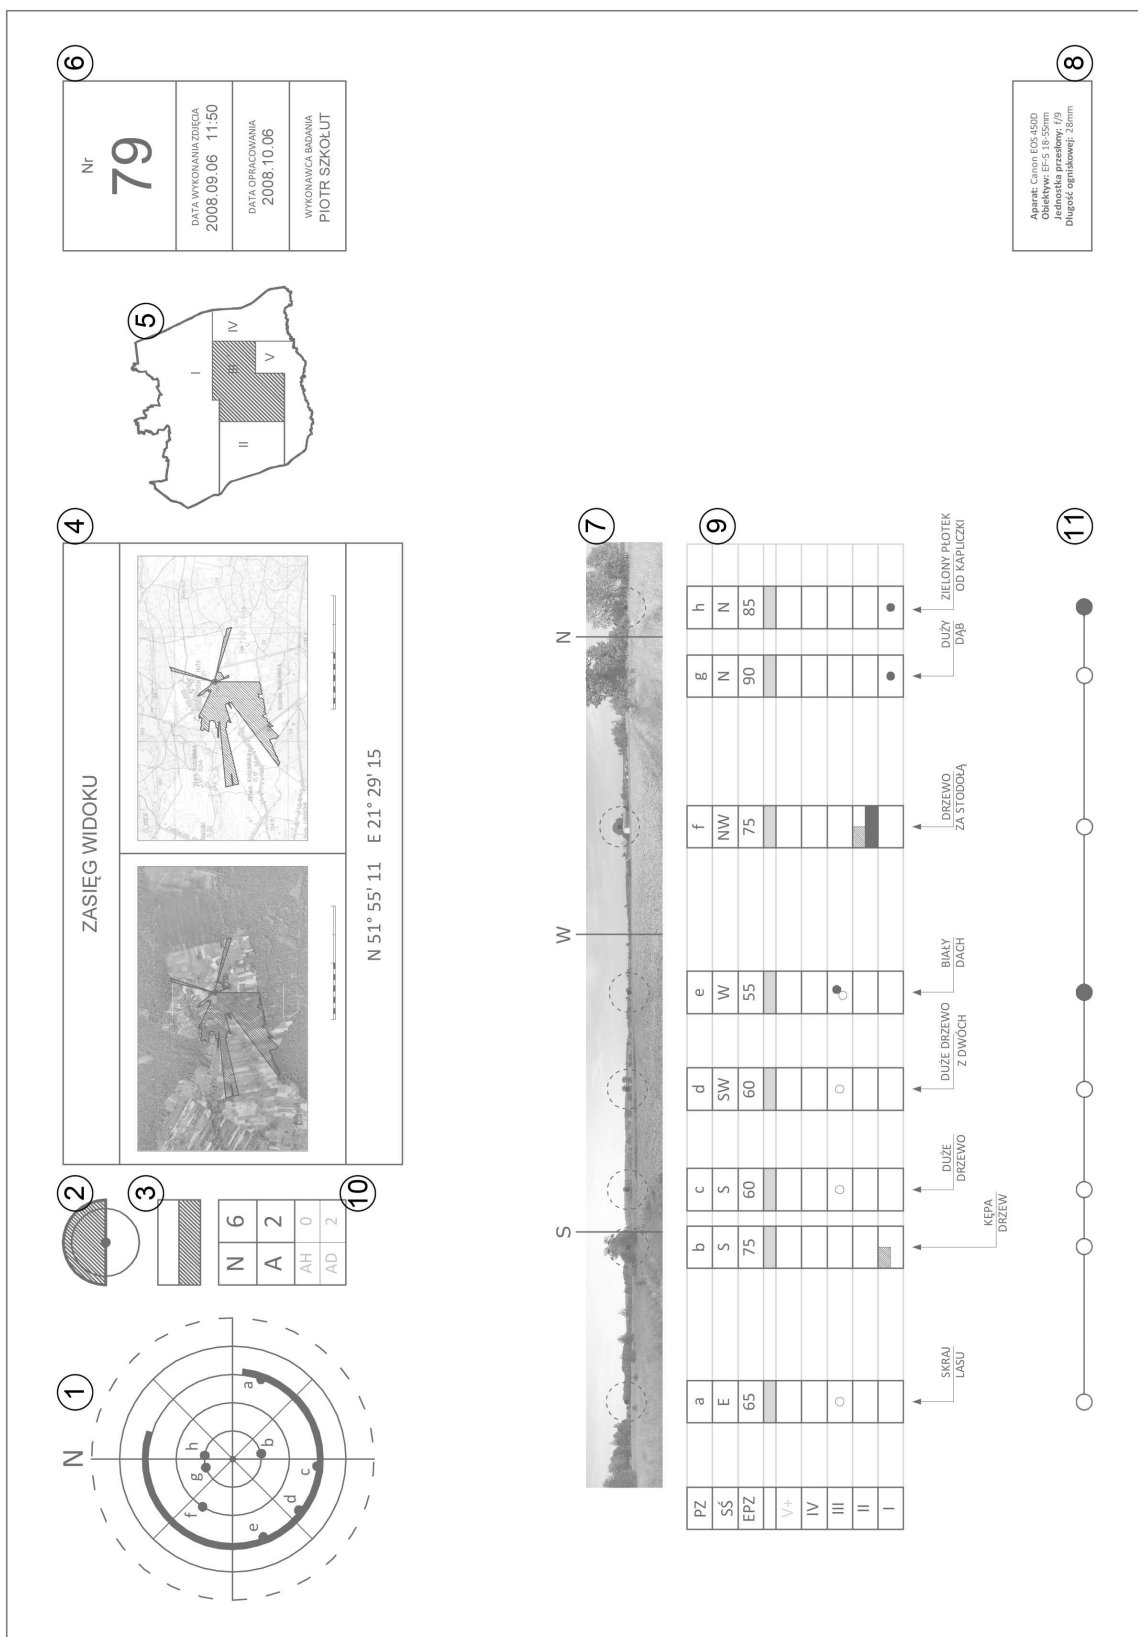 1
N
a
b
c
d
e
f
g
h
2
3
N 6
A 2
AH 0
AD 2
10
4
ZASIĘG WIDOKU
N 51° 55' 11 E 21° 29' 15
5
I
II
III
IV
V
6
Nr
79
DATA WYKONANIA ZDJĘCIA
2008.09.06 11:50
DATA OPRACOWANIA
2008.10.06
WYKONAWCA BADANIA
PIOTR SZKOŁUT
S
W
N
7
9
PZ a b c d e f g h
SŚ E S S SW W NW N N
EPZ 65 75 60 60 55 75 90 85
V+
IV
III
II
I
SKRAJ
LASU
KĘPA
DRZEW
DUŻE
DRZEWO
DUŻE DRZEWO
Z DWÓCH
BIAŁY
DACH
DRZEWO
ZA STODOŁĄ
DUŻY
DĄB
ZIELONY PŁOTEK
OD KAPLICZKI
11
8
Aparat: Canon EOS 450D
Obiektyw: EF-S 18-55mm
Jednostka przesłony: f/9
Długość ogniskowej: 28mm